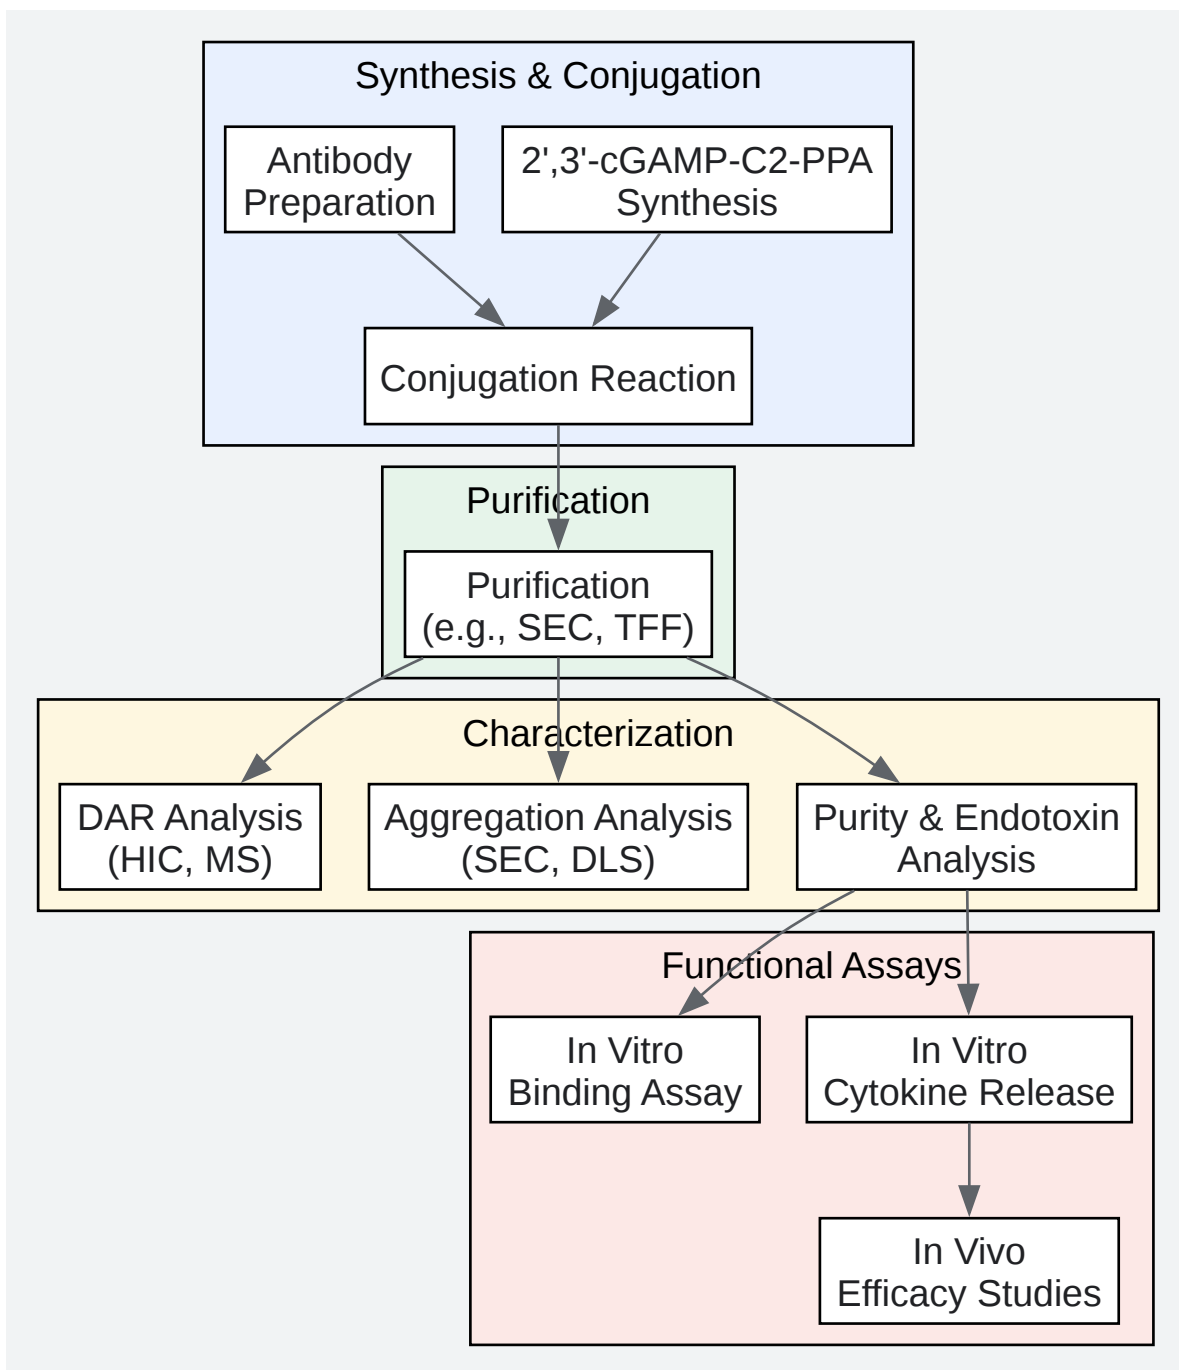 Synthesis & Conjugation
Antibody
Preparation
2',3'-cGAMP-C2-PPA
Synthesis
Conjugation Reaction
Purification
Purification
(e.g., SEC, TFF)
Characterization
DAR Analysis
(HIC, MS)
Aggregation Analysis
(SEC, DLS)
Purity & Endotoxin
Analysis
Functional Assays
In Vitro
Binding Assay
In Vitro
Cytokine Release
In Vivo
Efficacy Studies